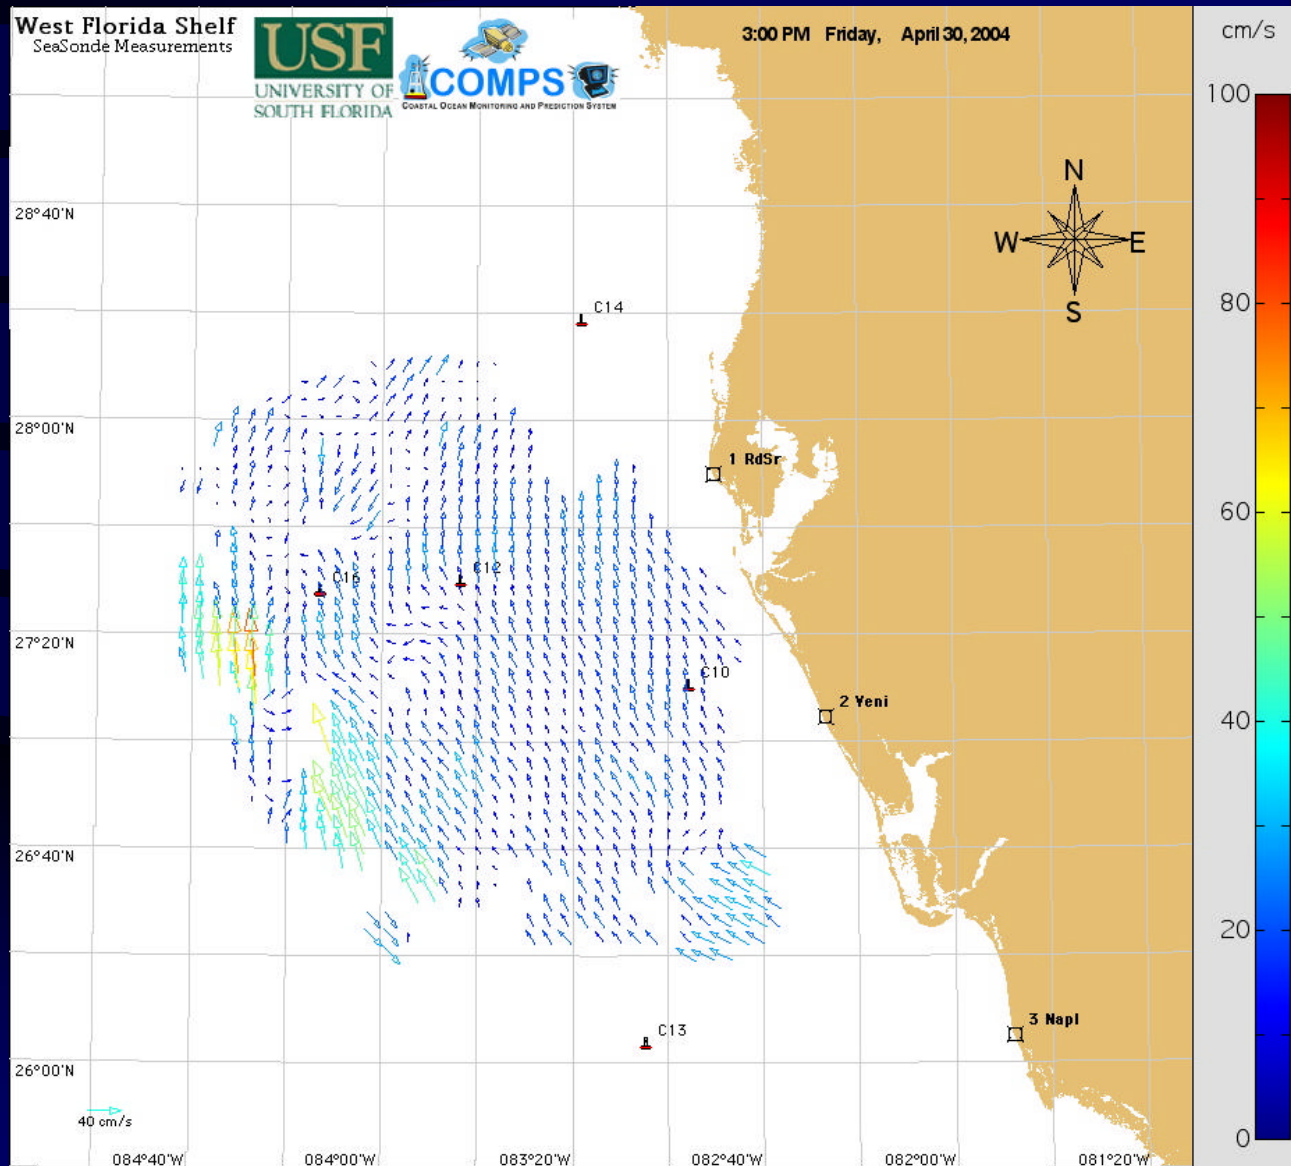 West Florida Shelf
SeaSonde Measurements
USF
UNIVERSITY OF
SOUTH FLORIDA
COMPS
COASTAL OCEAN MONITORING AND PREDICTION SYSTEM
3:00 PM Friday, April 30, 2004
cm/s
100
80
60
40
20
0
N
W E
S
28°40'N
28°00'N
27°20'N
26°40'N
26°00'N
C14
1 RdSr
C16
C12
C10
2 Veni
C13
3 Napl
40 cm/s
084°40'W 084°00'W 083°20'W 082°40'W 082°00'W 081°20'W